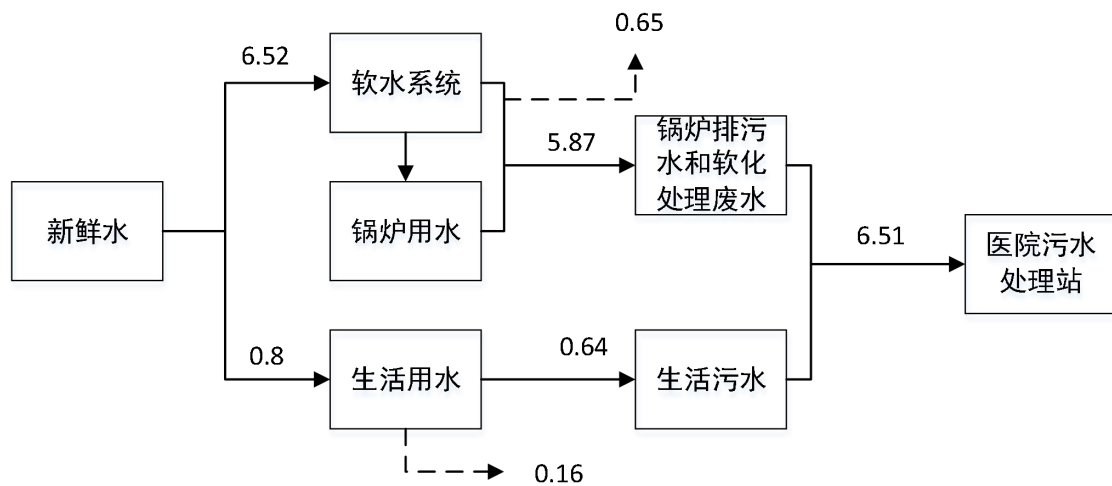 0.65
6.52
软水系统
锅炉排污
水和软化
处理废水
5.87
新鲜水
锅炉用水
6.51
医院污水
处理站
0.8
生活用水
0.64
生活污水
0.16